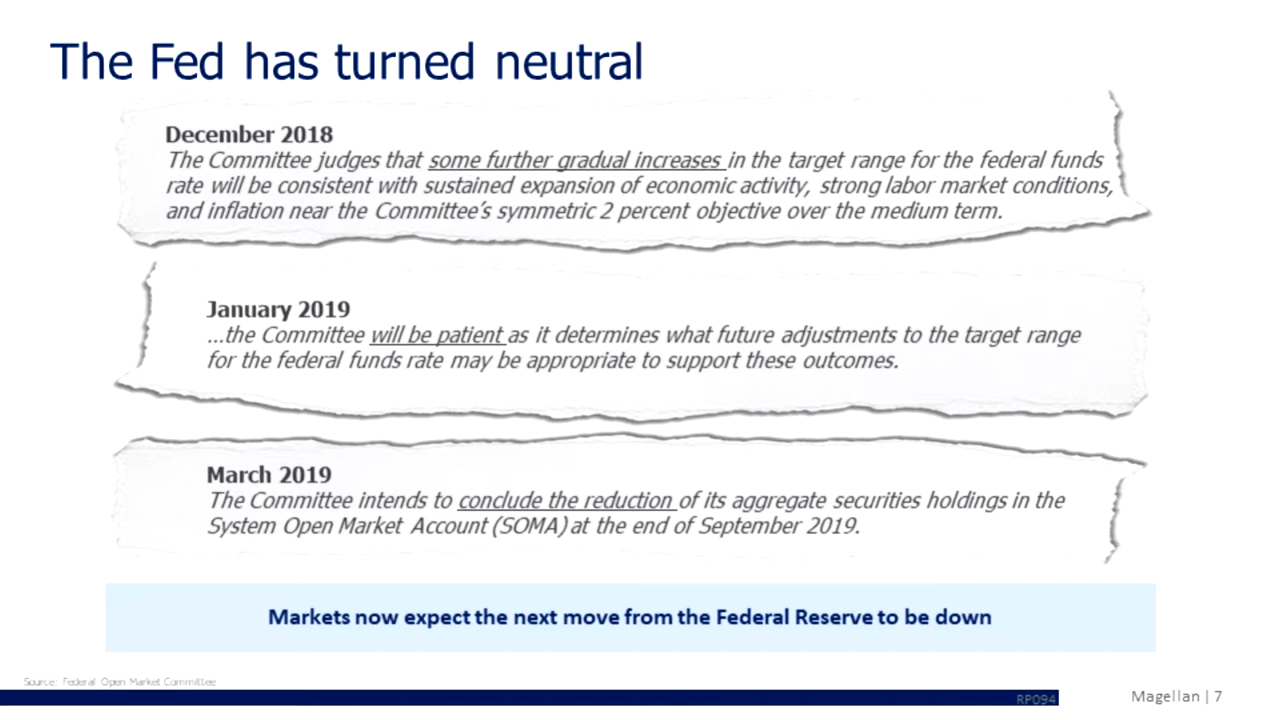 The Fed has turned neutral
December 2018
The Committee judges that some further gradual increases in the target range for the federal funds
rate will be consistent with sustained expansion of economic activity, strong labor market conditions,
and inflation near the Committee's symmetric 2 percent objective over the medium term.
January 2019
...the Committee will be patient as it determines what future adjustments to the target range
for the federal funds rate may be appropriate to support these outcomes.
March 2019
The Committee intends to conclude the reduction of its aggregate securities holdings in the
System Open Market Account (SOMA) at the end of September 2019.
Markets now expect the next move from the Federal Reserve to be down
Source: Federal Open Market Committee
RP094
Magellan | 7